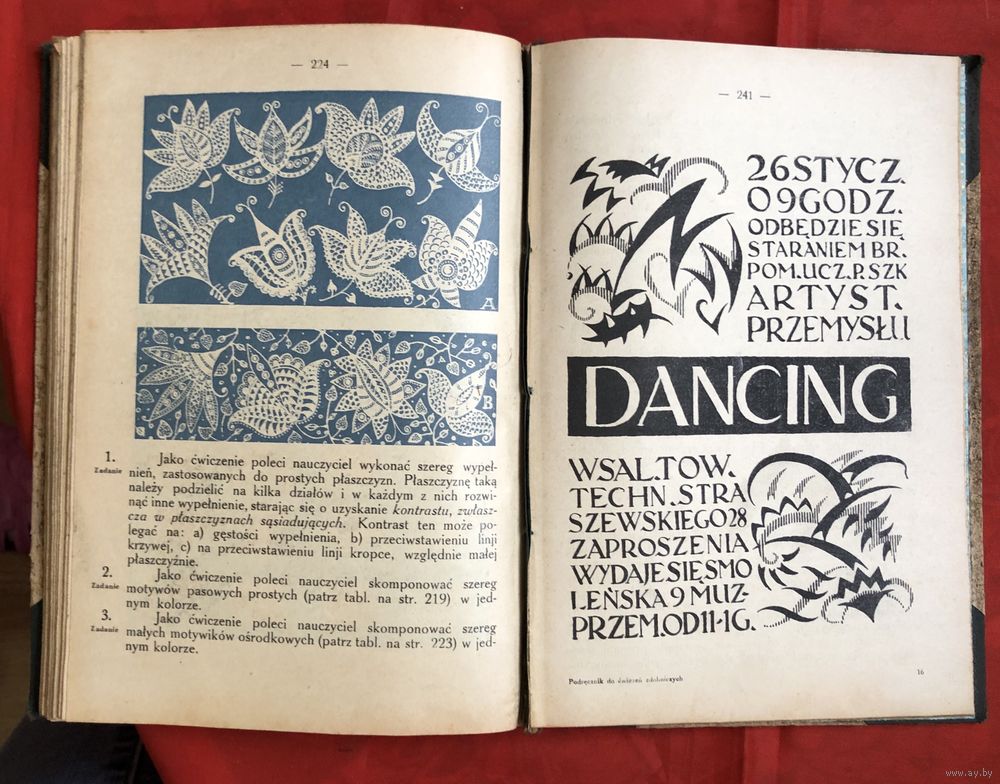 — 224 —
A
B
1.
Zadanie
Jako ćwiczenie poleci nauczyciel wykonać szereg wypeł-
nień, zastosowanych do prostych płaszczyzn. Płaszczyznę taką
należy podzielić na kilka działów i w każdym z nich rozwi-
nąć inne wypełnienie, starając się o uzyskanie kontrastu, zwłasz-
cza w płaszczyznach sąsiadujących. Kontrast ten może po-
legać na: a) gęstości wypełnienia, b) przeciwstawieniu linji
krzywej, c) na przeciwstawieniu linji kropce, względnie małej
płaszczyźnie.
2.
Zadanie
Jako ćwiczenie poleci nauczyciel skomponować szereg
motywów pasowych prostych (patrz tabl. na str. 219) w jed-
nym kolorze.
3.
Zadanie
Jako ćwiczenie poleci nauczyciel skomponować szereg
małych motywików ośrodkowych (patrz tabl. na str. 223) w jed-
nym kolorze.
— 241 —
26 STYCZ.
O 9 GODZ.
ODBĘDZIE SIĘ
STARANIEM BR.
POM. UCZ. P. SZK
ARTYST.
PRZEMYSŁU
DANCING
W SAL. TOW.
TECHN. STRA
SZEWSKIEGO 28
ZAPROSZENIA
WYDAJE SIĘ SMO
LEŃSKA 9 MUZ-
PRZEM. OD 11-1G.
Podręcznik do ćwiczeń zdobniczych
16
www.ay.by